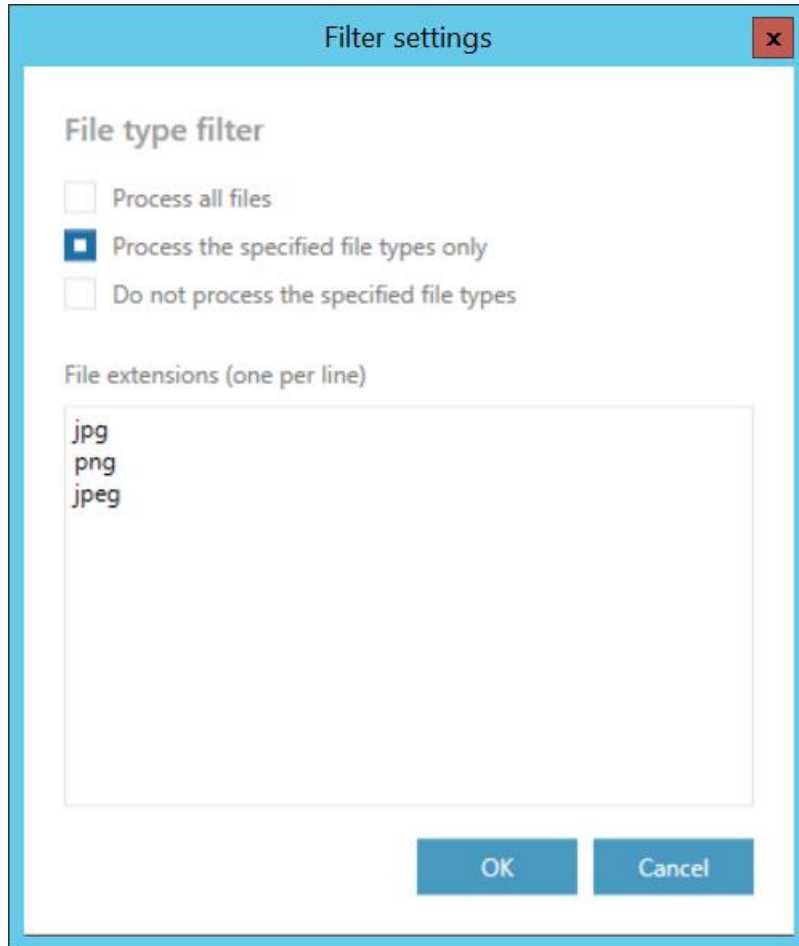 Filter settings
x
File type filter
Process all files
Process the specified file types only
Do not process the specified file types
File extensions (one per line)
jpg
png
jpeg
OK
Cancel